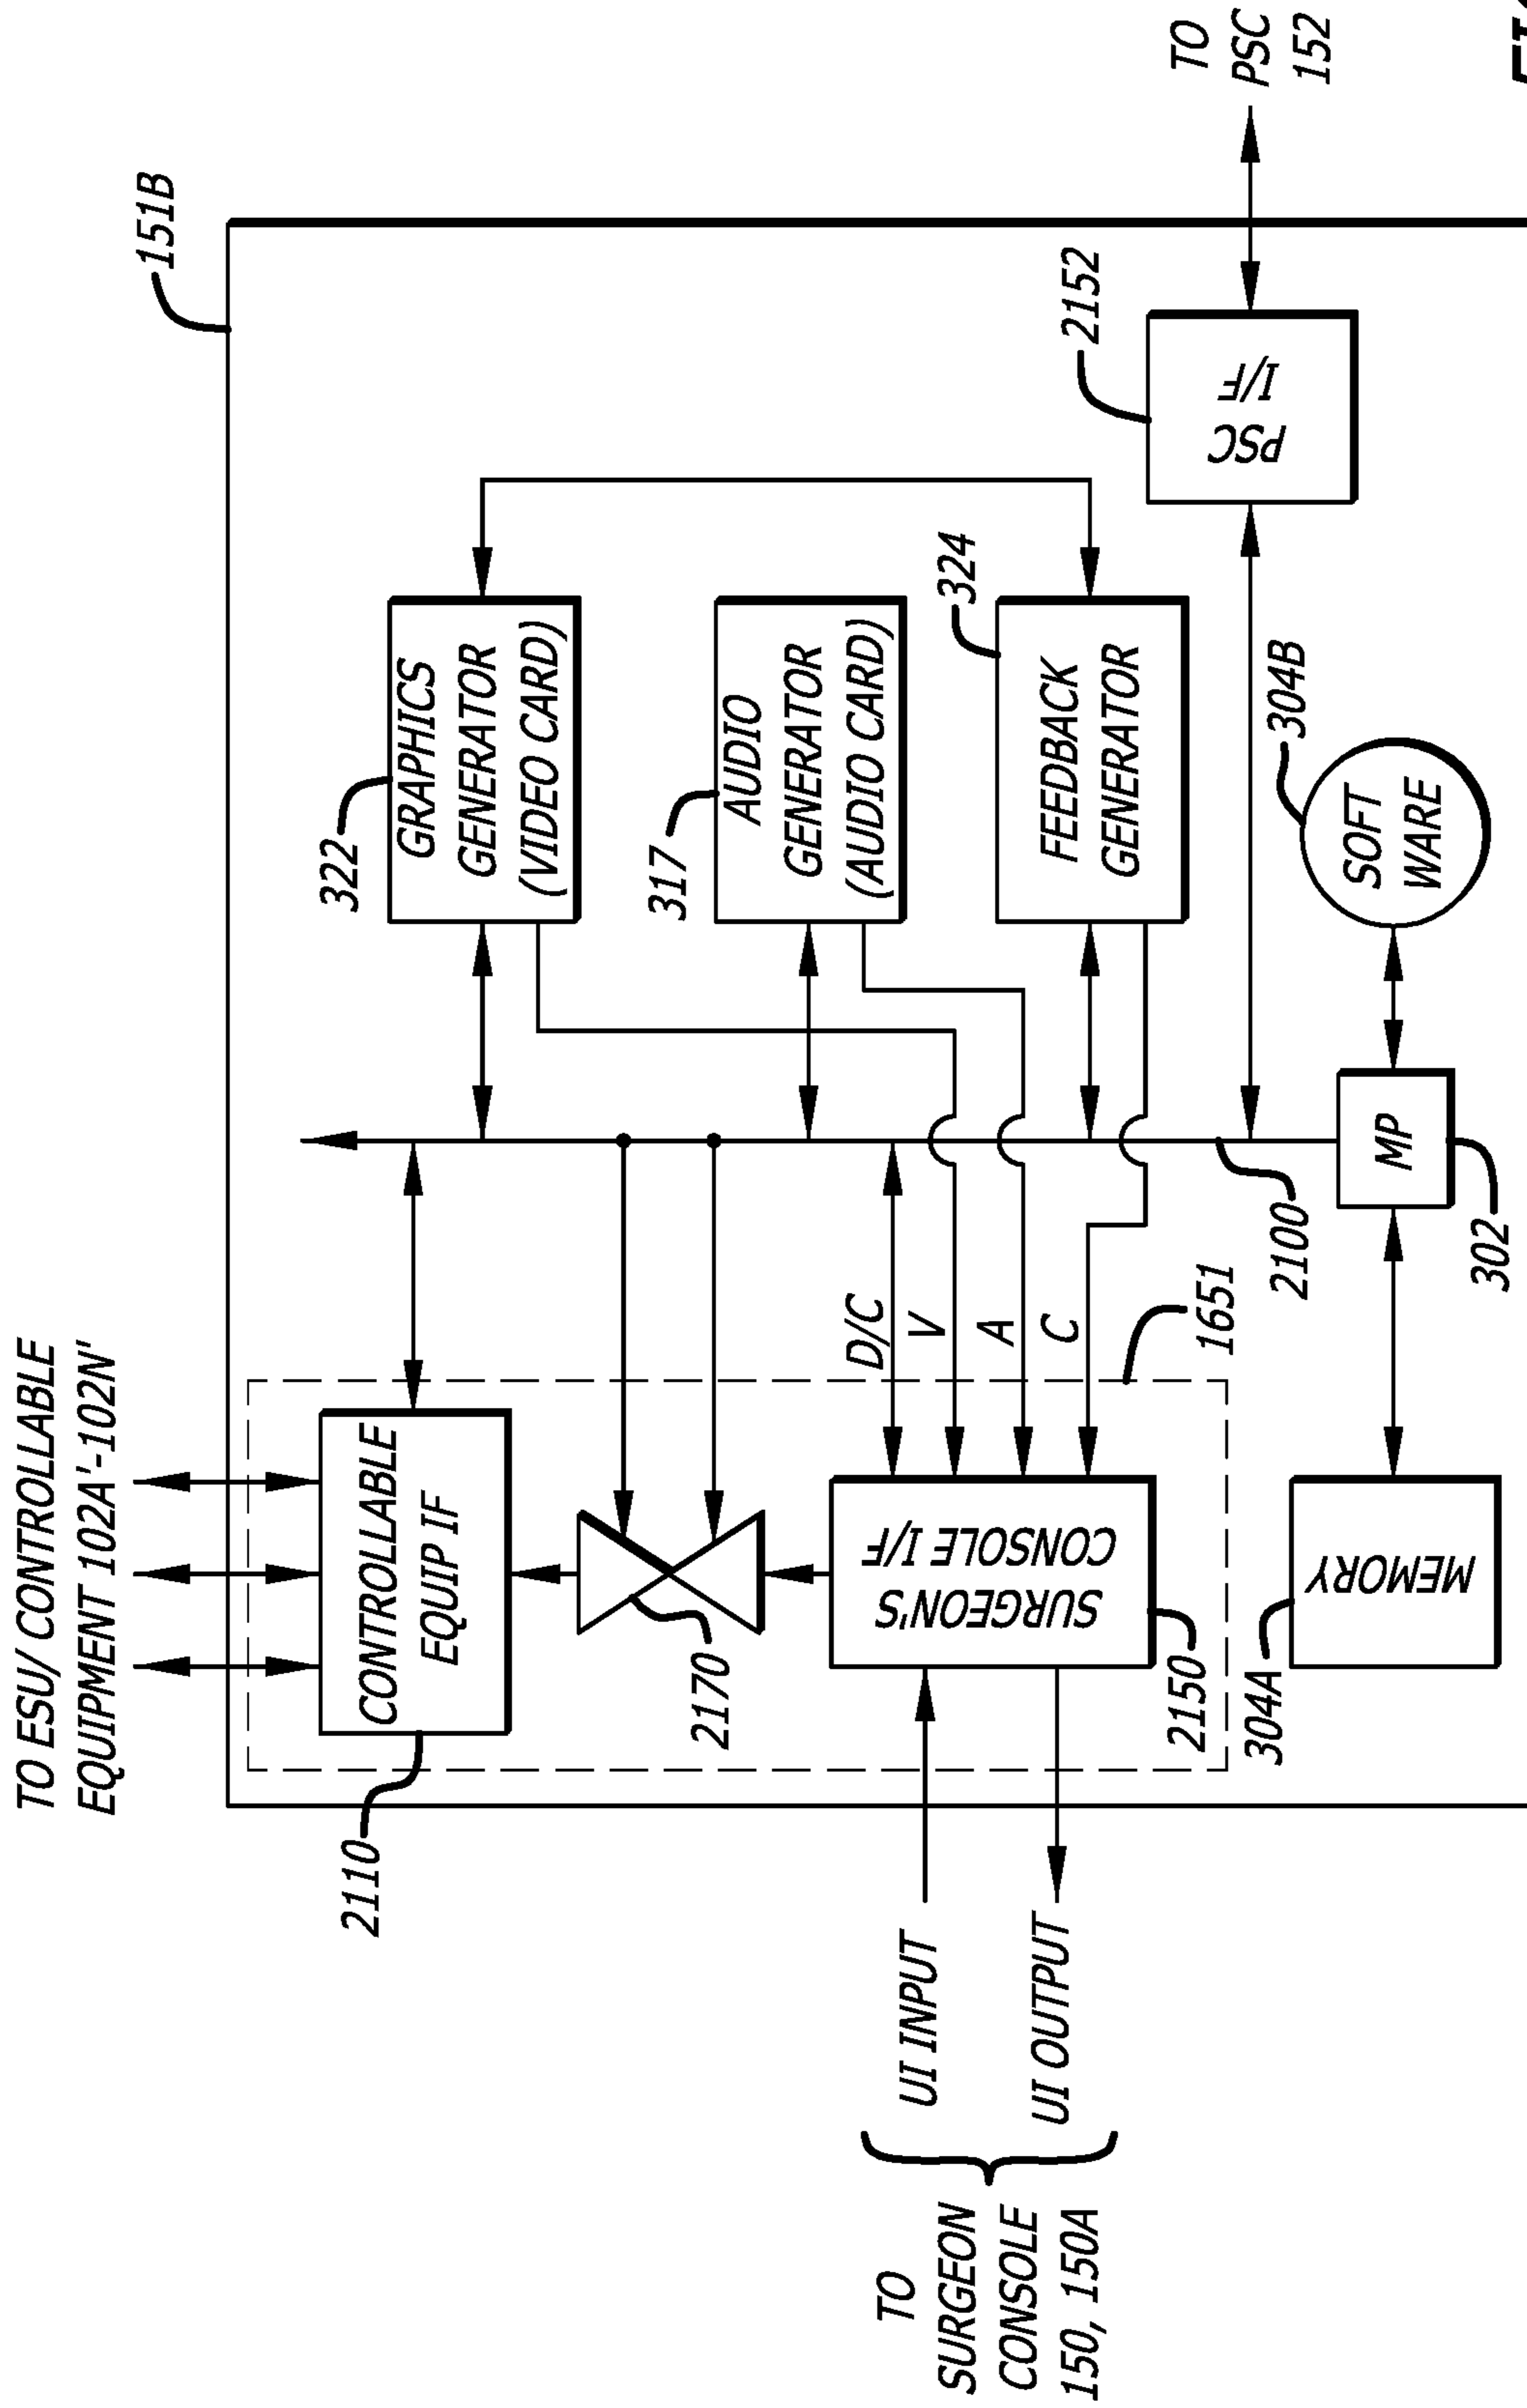 TO ESU/ CONTROLLABLE
EQUIPMENT 102A'-102N'
151B
2110
CONTROLLABLE
EQUIP IF
322
GRAPHICS
GENERATOR
(VIDEO CARD)
2170
317
AUDIO
GENERATOR
(AUDIO CARD)
TO
SURGEON
CONSOLE
150, 150A
UI INPUT
UI OUTPUT
SURGEON'S
CONSOLE I/F
D/C
V
A
C
324
FEEDBACK
GENERATOR
2150
1651
2152
PSC
I/F
TO
PSC
152
304A
MEMORY
2100
MP
302
304B
SOFT
WARE